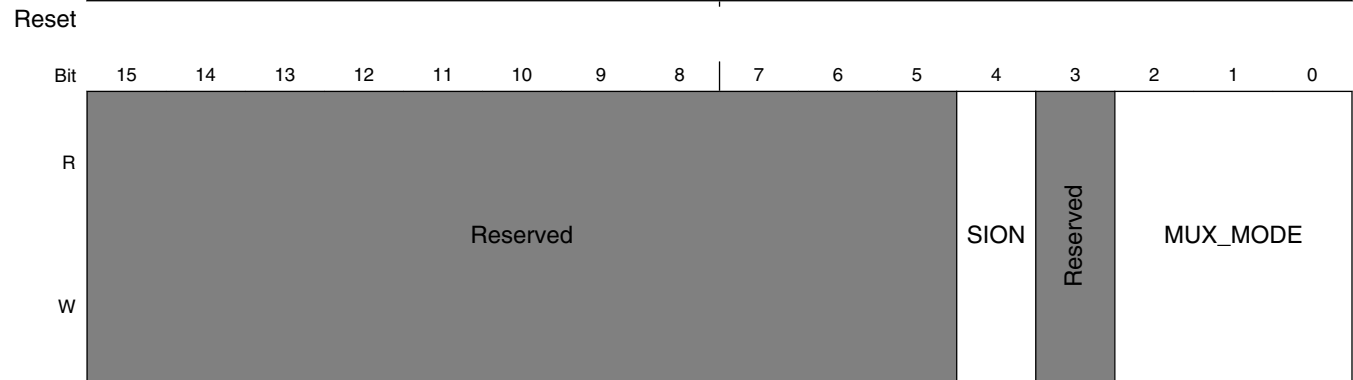 Reset
Bit 15 14 13 12 11 10 9 8 7 6 5 4 3 2 1 0
R
Reserved SION Reserved MUX_MODE
W